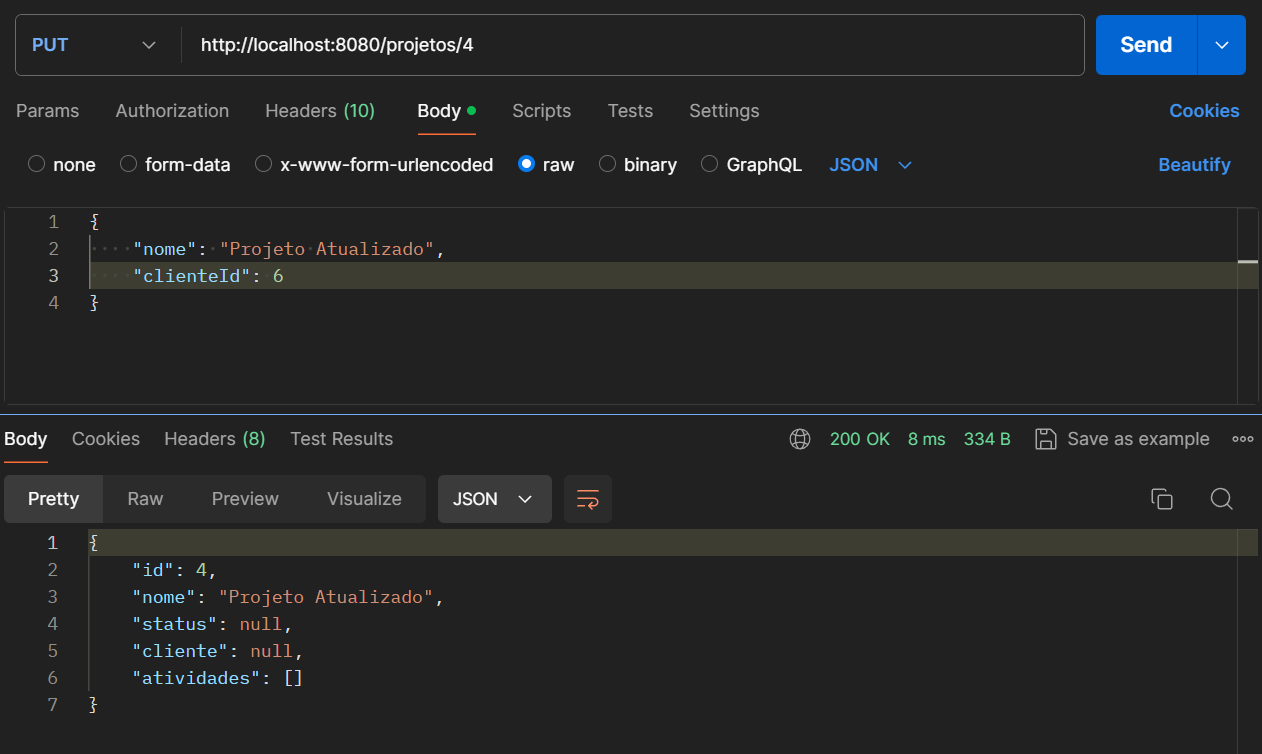 PUT http://localhost:8080/projetos/4 Send
Params Authorization Headers (10) Body Scripts Tests Settings Cookies
none form-data x-www-form-urlencoded raw binary GraphQL JSON Beautify
1 {
2 "nome": "Projeto Atualizado",
3 "clienteId": 6
4 }
Body Cookies Headers (8) Test Results 200 OK 8 ms 334 B Save as example
Pretty Raw Preview Visualize JSON
1 {
2 "id": 4,
3 "nome": "Projeto Atualizado",
4 "status": null,
5 "cliente": null,
6 "atividades": []
7 }